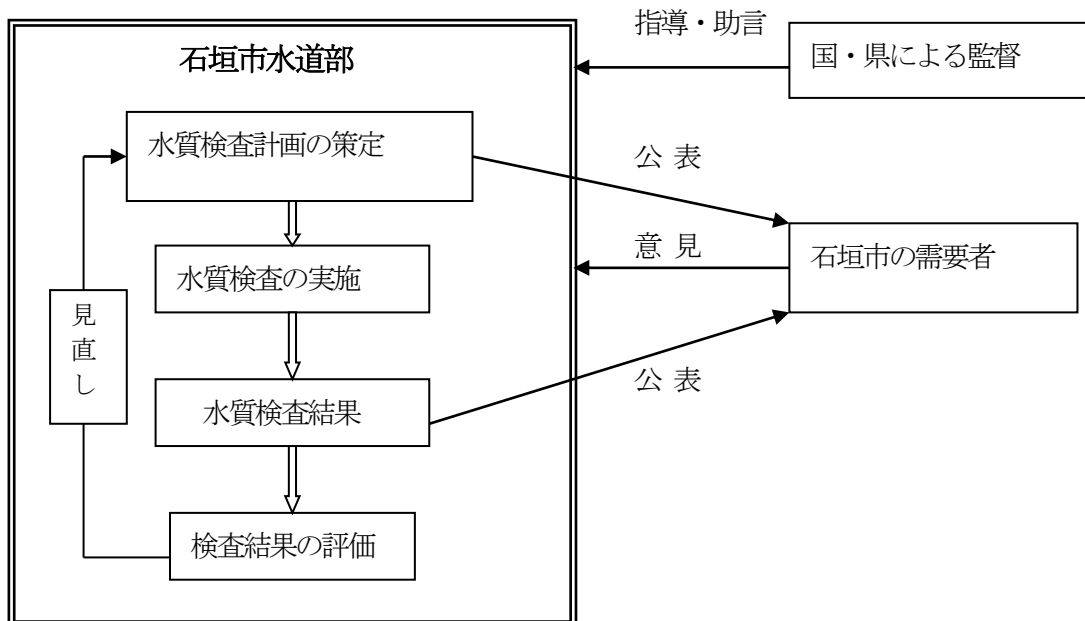 石垣市水道部
指導・助言
国・県による監督
水質検査計画の策定
公 表
水質検査の実施
意 見
石垣市の需要者
見直し
水質検査結果
公 表
検査結果の評価